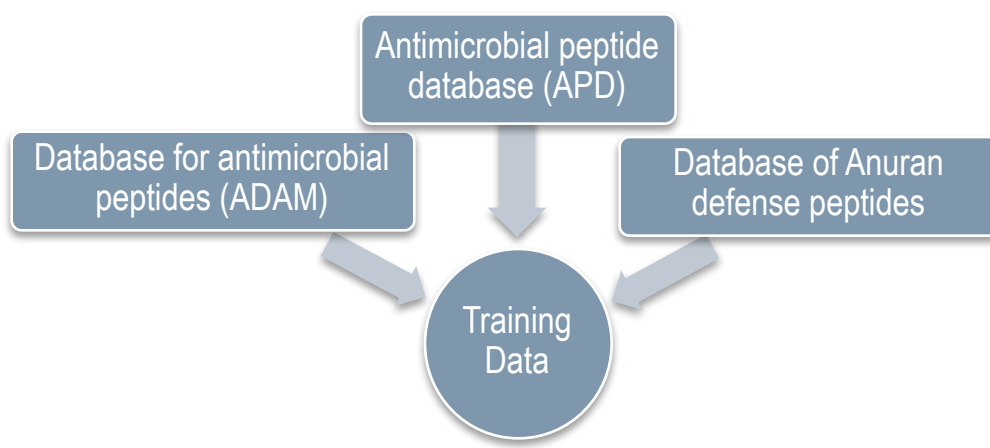 Antimicrobial peptide
database (APD)
Database for antimicrobial
peptides (ADAM)
Database of Anuran
defense peptides
Training
Data